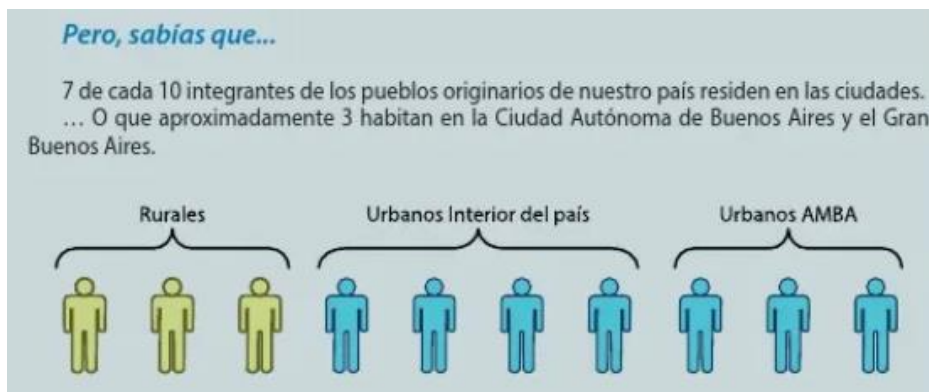 Pero, sabías que...
7 de cada 10 integrantes de los pueblos originarios de nuestro país residen en las ciudades.
… O que aproximadamente 3 habitan en la Ciudad Autónoma de Buenos Aires y el Gran
Buenos Aires.
Rurales Urbanos Interior del país Urbanos AMBA